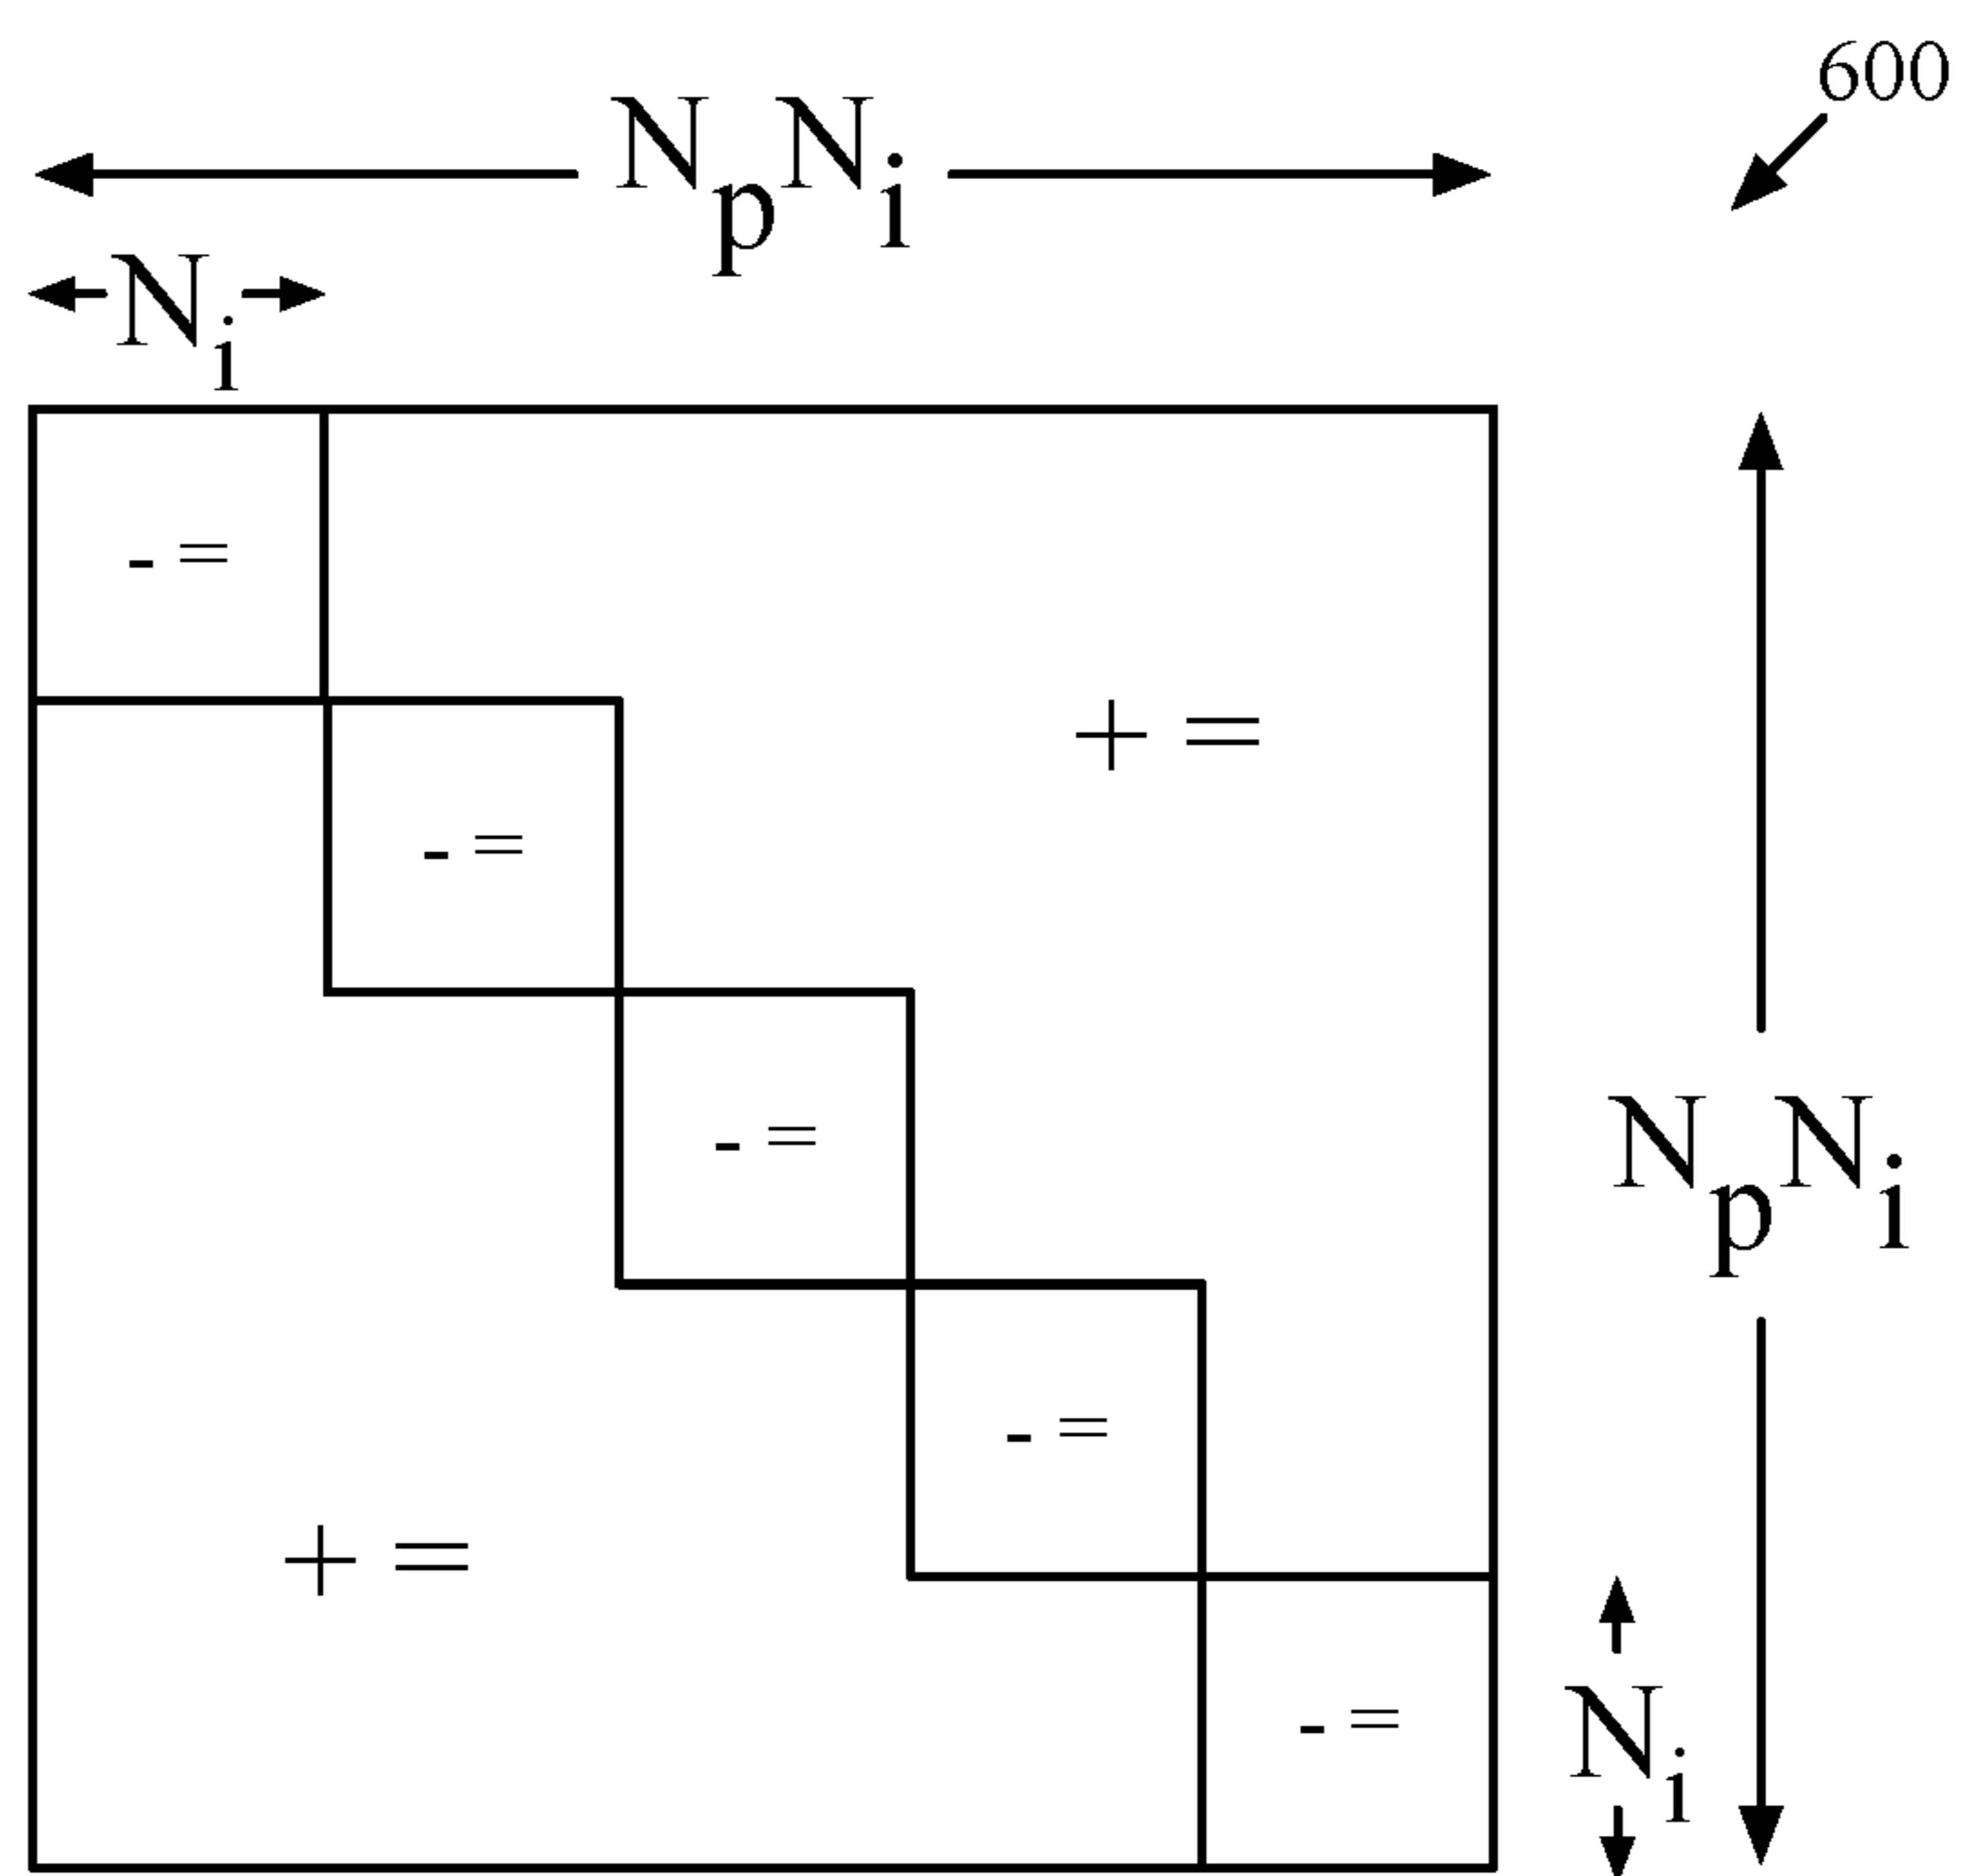 600
NpNi
Ni
- =
+ =
- =
- =
NpNi
- =
+ =
- =
Ni